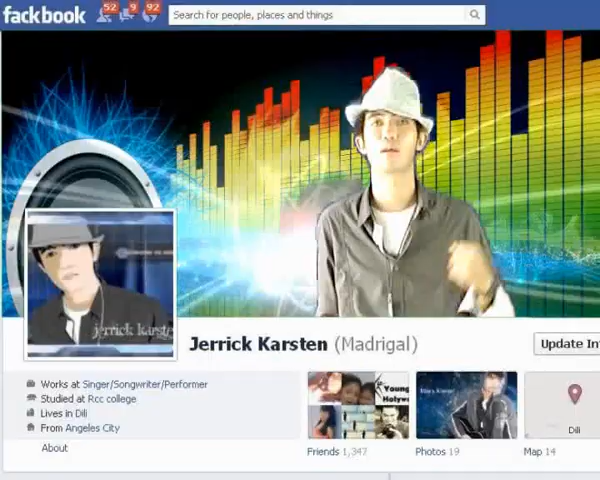 fackbook
52 9 92
Search for people, places and things
jerrick karste
Jerrick Karsten (Madrigal)
Update In
Works at Singer/Songwriter/Performer
Studied at Rcc college
Lives in Dili
From Angeles City
About
Young
Holyw
Dili
Friends 1,347
Photos 19
Map 14